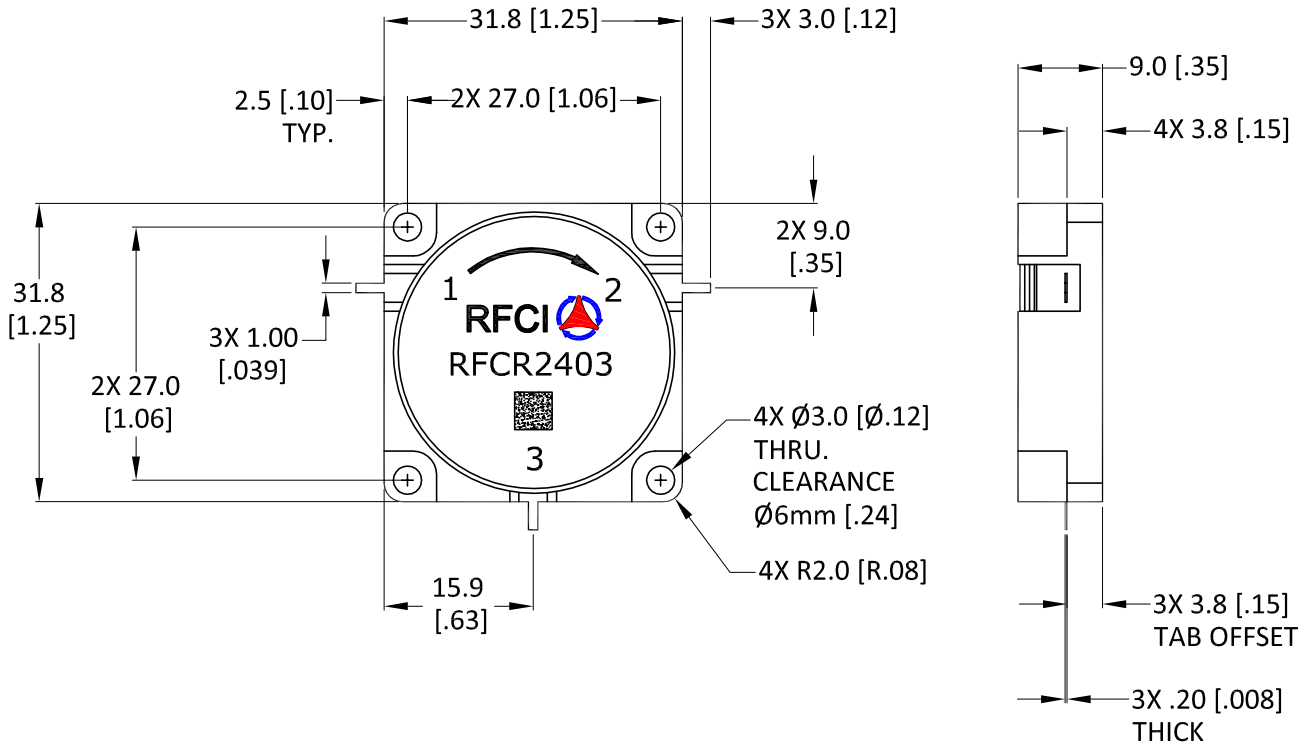 31.8 [1.25]
3X 3.0 [.12]
2.5 [.10]
TYP.
2X 27.0 [1.06]
9.0 [.35]
4X 3.8 [.15]
2X 9.0
[.35]
31.8
[1.25]
3X 1.00
[.039]
2X 27.0
[1.06]
1
2
RFCI
RFCR2403
3
4X Ø3.0 [Ø.12]
THRU.
CLEARANCE
Ø6mm [.24]
4X R2.0 [R.08]
15.9
[.63]
3X 3.8 [.15]
TAB OFFSET
3X .20 [.008]
THICK